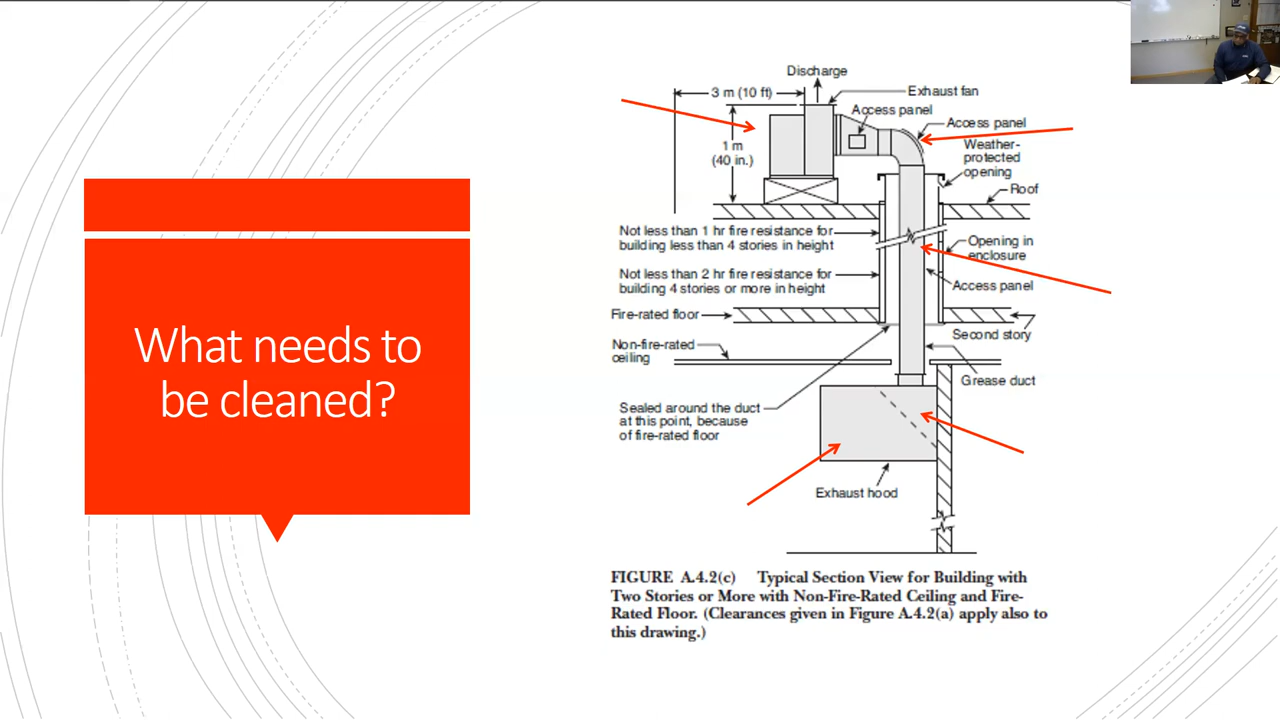 What needs to
be cleaned?
Discharge
3 m (10 ft)
Exhaust fan
Access panel
Access panel
1 m
(40 in.)
Weather-
protected
opening
Roof
Not less than 1 hr fire resistance for
building less than 4 stories in height
Opening in
enclosure
Not less than 2 hr fire resistance for
building 4 stories or more in height
Access panel
Fire-rated floor
Second story
Non-fire-rated
ceiling
Grease duct
Sealed around the duct
at this point, because
of fire-rated floor
Exhaust hood
FIGURE A.4.2(c) Typical Section View for Building with
Two Stories or More with Non-Fire-Rated Ceiling and Fire-
Rated Floor. (Clearances given in Figure A.4.2(a) apply also to
this drawing.)